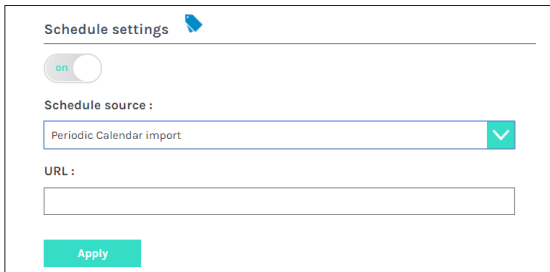 Schedule settings
on
Schedule source :
Periodic Calendar import
URL :
Apply